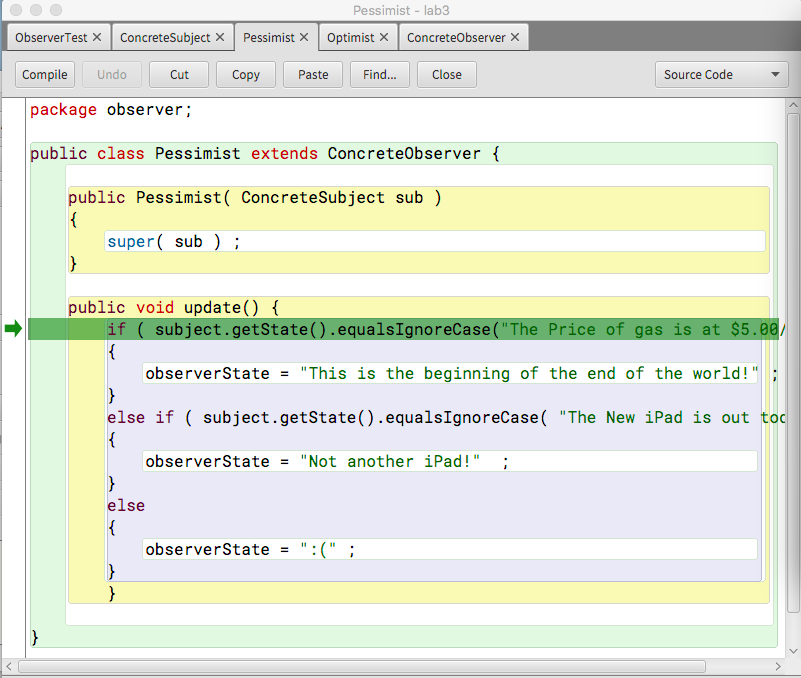 Pessimist - lab3
ObserverTest ✕ ConcreteSubject ✕ Pessimist ✕ Optimist ✕ ConcreteObserver ✕
Compile Undo Cut Copy Paste Find... Close Source Code
package observer;
public class Pessimist extends ConcreteObserver {
public Pessimist( ConcreteSubject sub )
{
super( sub ) ;
}
public void update() {
if ( subject.getState().equalsIgnoreCase("The Price of gas is at $5.00/
{
observerState = "This is the beginning of the end of the world!" ;
}
else if ( subject.getState().equalsIgnoreCase( "The New iPad is out
{
observerState = "Not another iPad!"  ;
}
else
{
observerState = ":(" ;
}
}
}